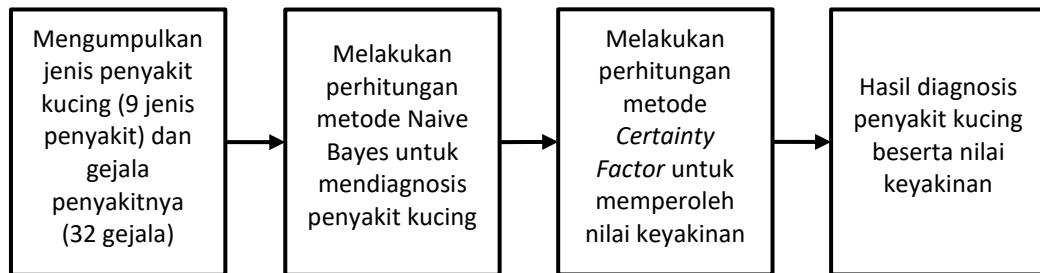 Mengumpulkan
jenis penyakit
kucing (9 jenis
penyakit) dan
gejala
penyakitnya
(32 gejala)
Melakukan
perhitungan
metode Naive
Bayes untuk
mendiagnosis
penyakit kucing
Melakukan
perhitungan
metode
Certainty
Factor untuk
memperoleh
nilai keyakinan
Hasil diagnosis
penyakit kucing
beserta nilai
keyakinan